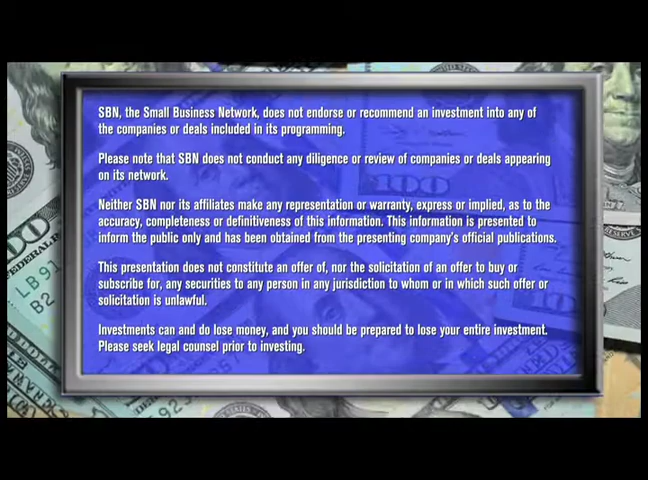 SBN, the Small Business Network, does not endorse or recommend an investment into any of
the companies or deals included in its programming.
Please note that SBN does not conduct any diligence or review of companies or deals appearing
on its network.
Neither SBN nor its affiliates make any representation or warranty, express or implied, as to the
accuracy, completeness or definitiveness of this information. This information is presented to
inform the public only and has been obtained from the presenting company's official publications.
This presentation does not constitute an offer of, nor the solicitation of an offer to buy or
subscribe for, any securities to any person in any jurisdiction to whom or in which such offer or
solicitation is unlawful.
Investments can and do lose money, and you should be prepared to lose your entire investment.
Please seek legal counsel prior to investing.
100
FEDERAL
LB
B2